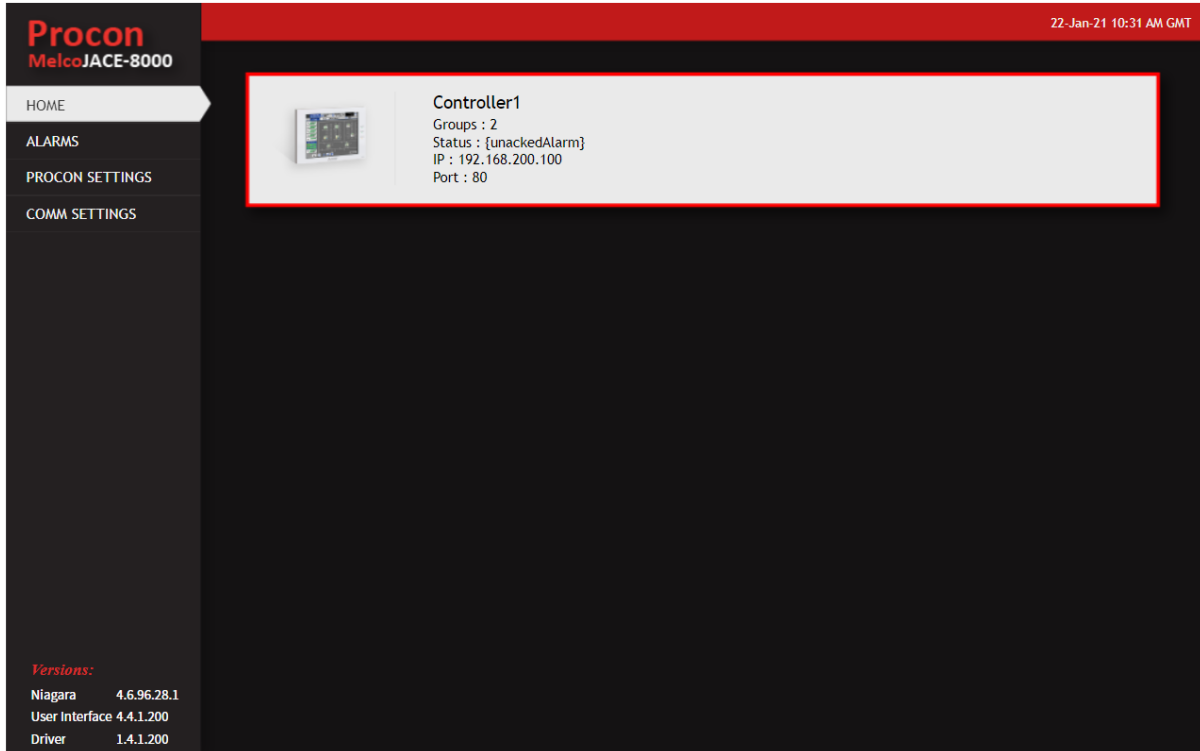 Procon
MelcoJACE-8000
22-Jan-21 10:31 AM GMT
HOME
ALARMS
PROCON SETTINGS
COMM SETTINGS
Controller1
Groups : 2
Status : {unackedAlarm}
IP : 192.168.200.100
Port : 80
Versions:
Niagara 4.6.96.28.1
User Interface 4.4.1.200
Driver 1.4.1.200